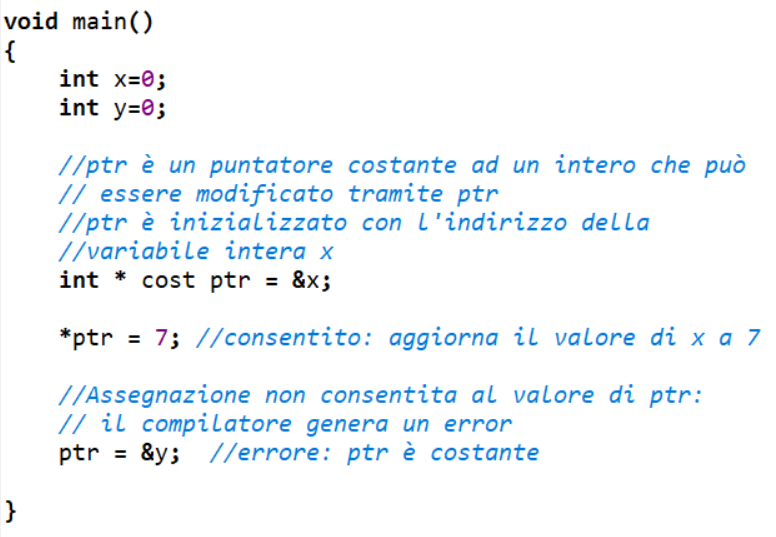 void main()
{
int x=0;
int y=0;
//ptr è un puntatore costante ad un intero che può
// essere modificato tramite ptr
//ptr è inizializzato con l'indirizzo della
//variabile intera x
int * cost ptr = &x;
*ptr = 7; //consentito: aggiorna il valore di x a 7
//Assegnazione non consentita al valore di ptr:
// il compilatore genera un error
ptr = &y;  //errore: ptr è costante
}